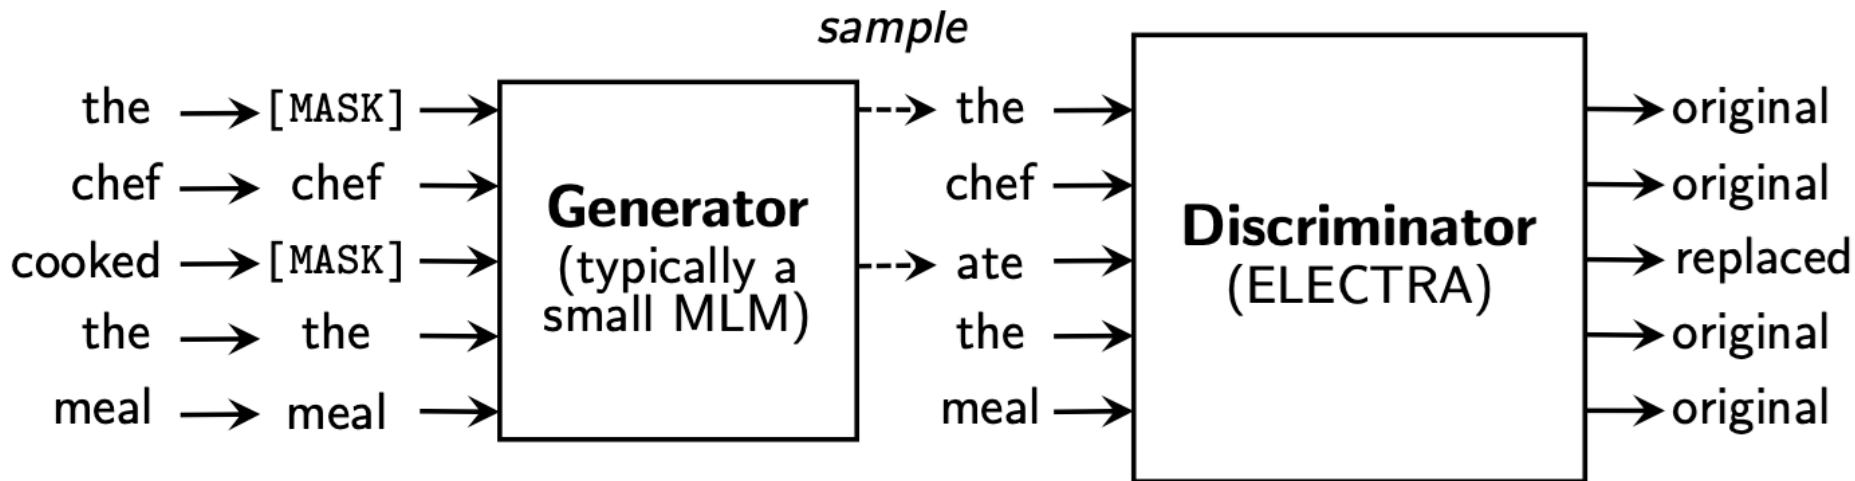 sample
the [MASK] the original
chef chef chef original
cooked [MASK] ate replaced
the the the original
meal meal meal original
Generator
(typically a
small MLM)
Discriminator
(ELECTRA)